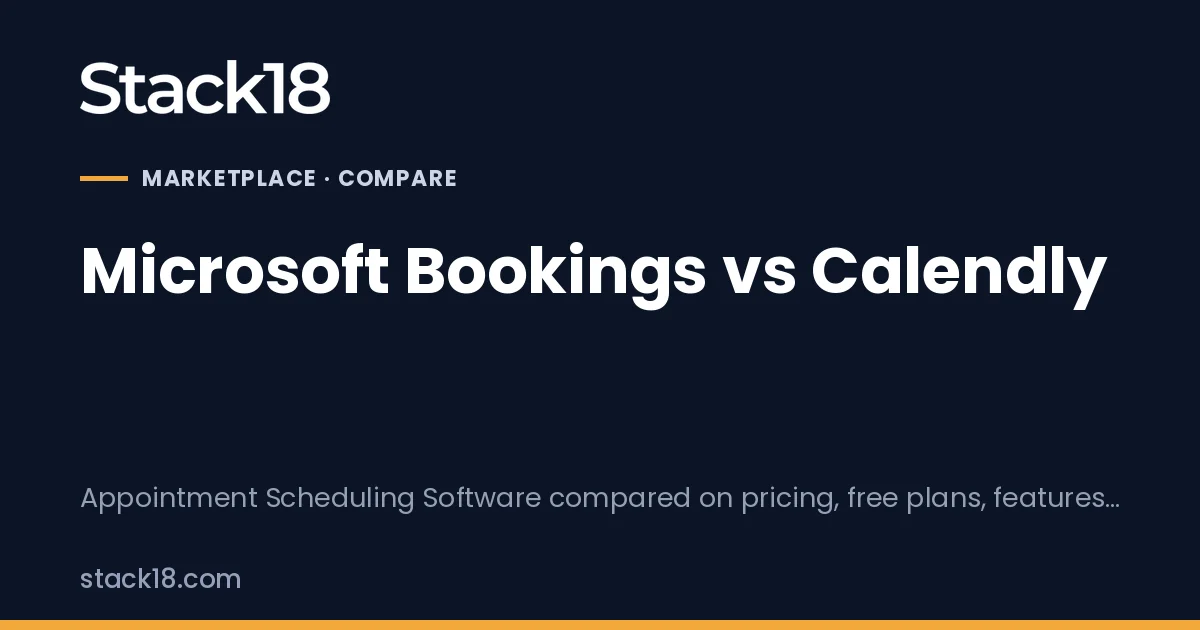 Stack18
MARKETPLACE · COMPARE
Microsoft Bookings vs Calendly
Appointment Scheduling Software compared on pricing, free plans, features...
stack18.com